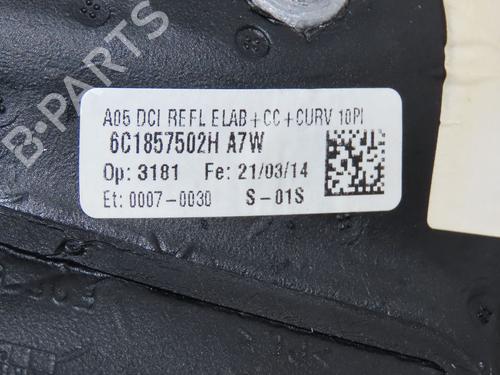 A05 DCI REFL ELAB+CC+CURV 10PI
6C1857502H A7W
Op: 3181 Fe: 21/03/14
Et: 0007-0030 S-01S
B-PARTS